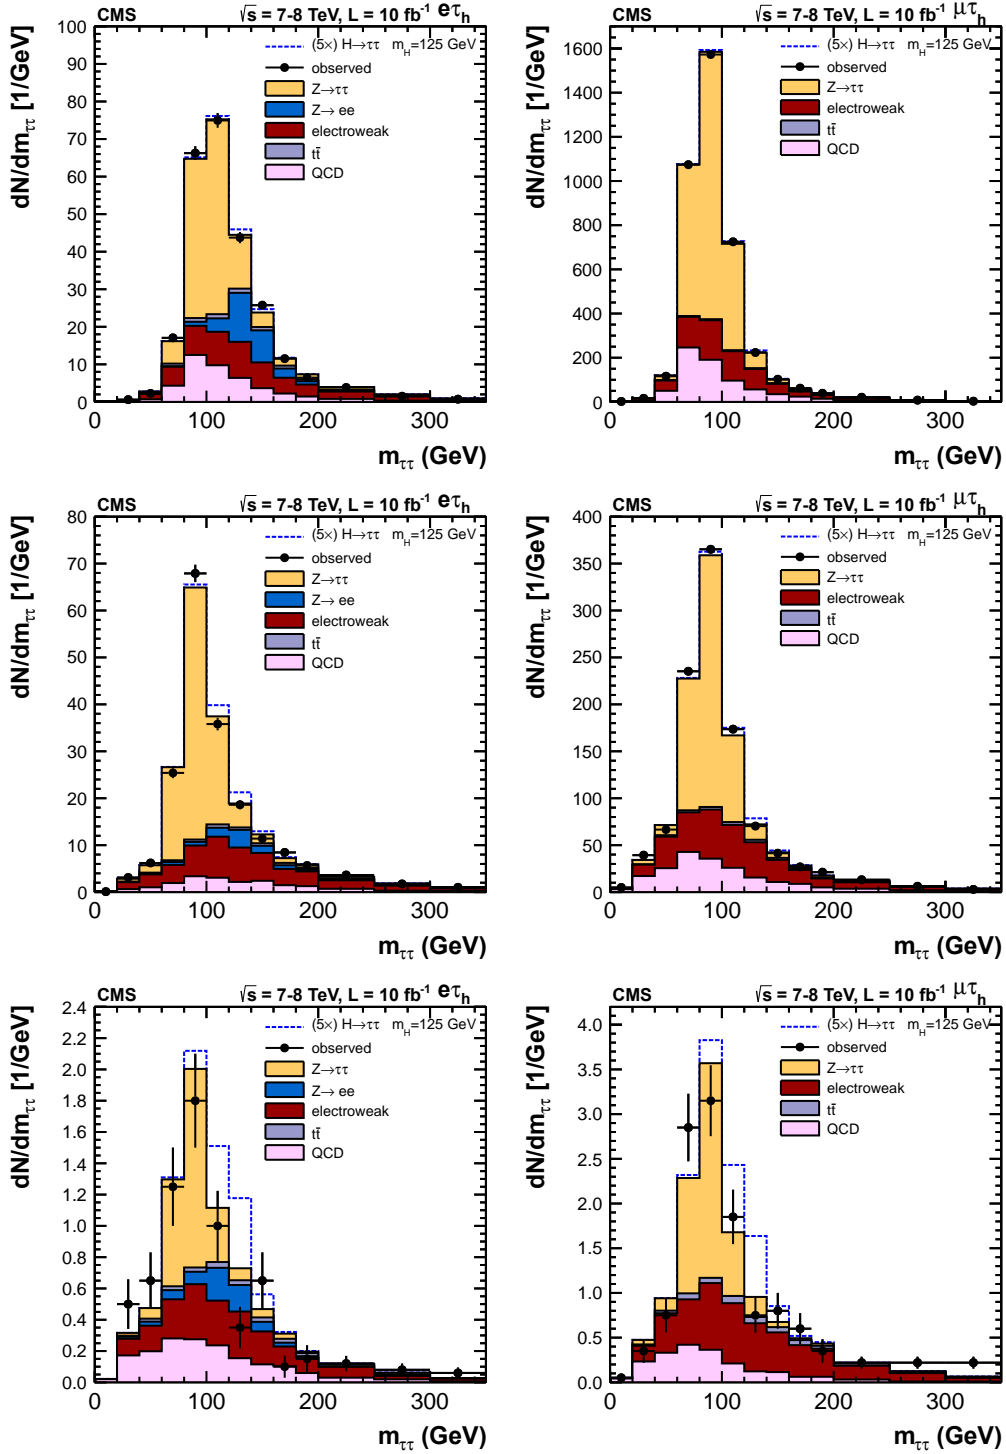 CMS √s = 7-8 TeV, L = 10 fb⁻¹ eτh
dN/dmττ [1/GeV]
(5×) H→ττ mH=125 GeV
observed
Z→ττ
Z→ ee
electroweak
tt̄
QCD
100
90
80
70
60
50
40
30
20
10
0
0 100 200 300
mττ (GeV)
CMS √s = 7-8 TeV, L = 10 fb⁻¹ μτh
dN/dmττ [1/GeV]
(5×) H→ττ mH=125 GeV
observed
Z→ττ
electroweak
tt̄
QCD
1600
1400
1200
1000
800
600
400
200
0
0 100 200 300
mττ (GeV)
CMS √s = 7-8 TeV, L = 10 fb⁻¹ eτh
dN/dmττ [1/GeV]
(5×) H→ττ mH=125 GeV
observed
Z→ττ
Z→ ee
electroweak
tt̄
QCD
80
70
60
50
40
30
20
10
0
0 100 200 300
mττ (GeV)
CMS √s = 7-8 TeV, L = 10 fb⁻¹ μτh
dN/dmττ [1/GeV]
(5×) H→ττ mH=125 GeV
observed
Z→ττ
electroweak
tt̄
QCD
400
350
300
250
200
150
100
50
0
0 100 200 300
mττ (GeV)
CMS √s = 7-8 TeV, L = 10 fb⁻¹ eτh
dN/dmττ [1/GeV]
(5×) H→ττ mH=125 GeV
observed
Z→ττ
Z→ ee
electroweak
tt̄
QCD
2.4
2.2
2.0
1.8
1.6
1.4
1.2
1.0
0.8
0.6
0.4
0.2
0.0
0 100 200 300
mττ (GeV)
CMS √s = 7-8 TeV, L = 10 fb⁻¹ μτh
dN/dmττ [1/GeV]
(5×) H→ττ mH=125 GeV
observed
Z→ττ
electroweak
tt̄
QCD
4.0
3.5
3.0
2.5
2.0
1.5
1.0
0.5
0.0
0 100 200 300
mττ (GeV)